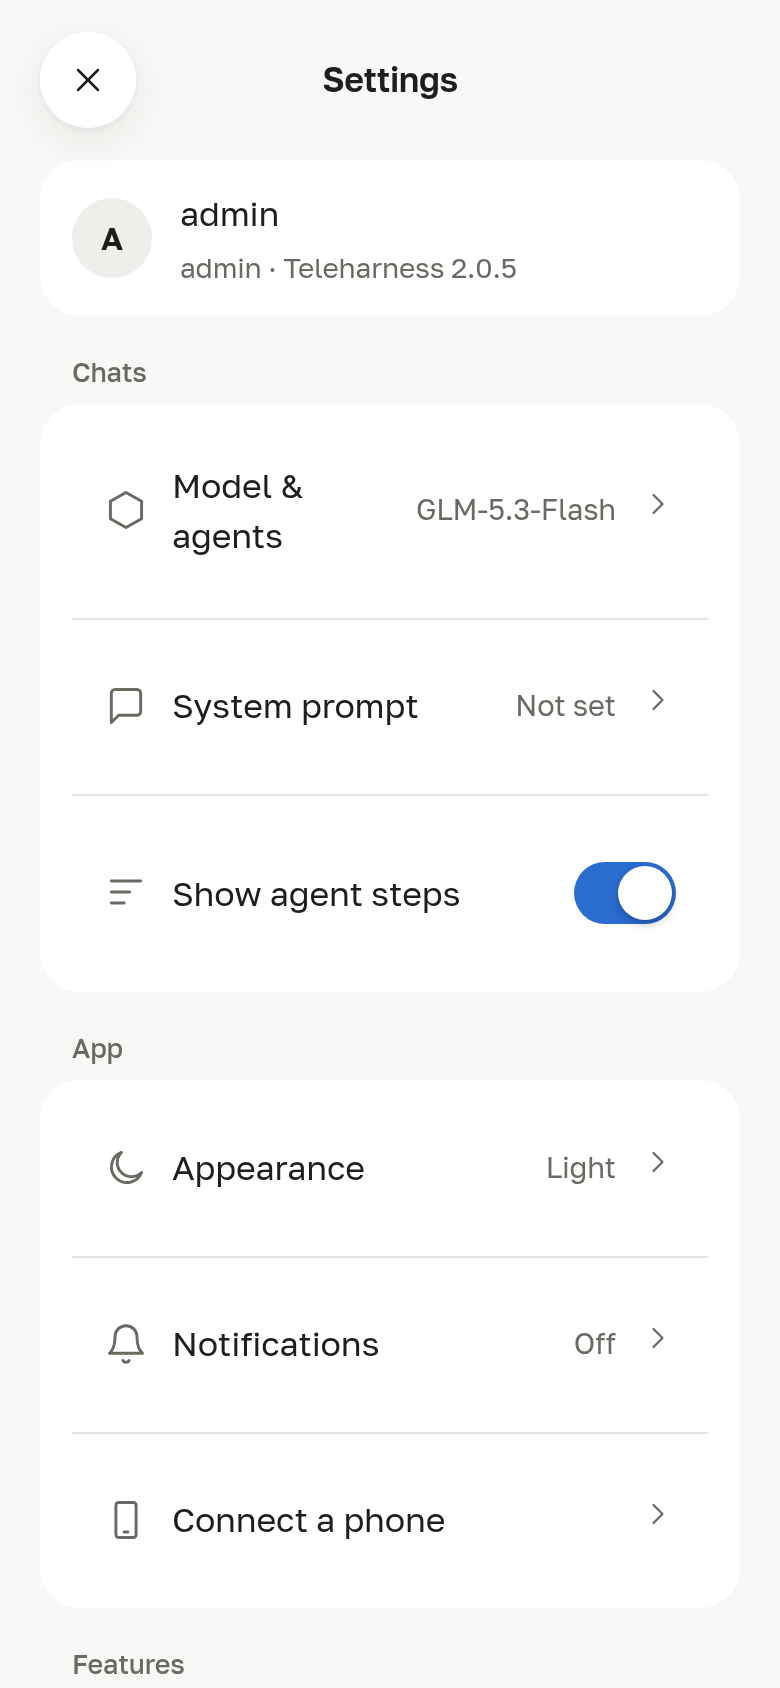 Settings
A
admin
admin · Teleharness 2.0.5
Chats
Model &
agents
GLM-5.3-Flash
System prompt
Not set
Show agent steps
App
Appearance
Light
Notifications
Off
Connect a phone
Features